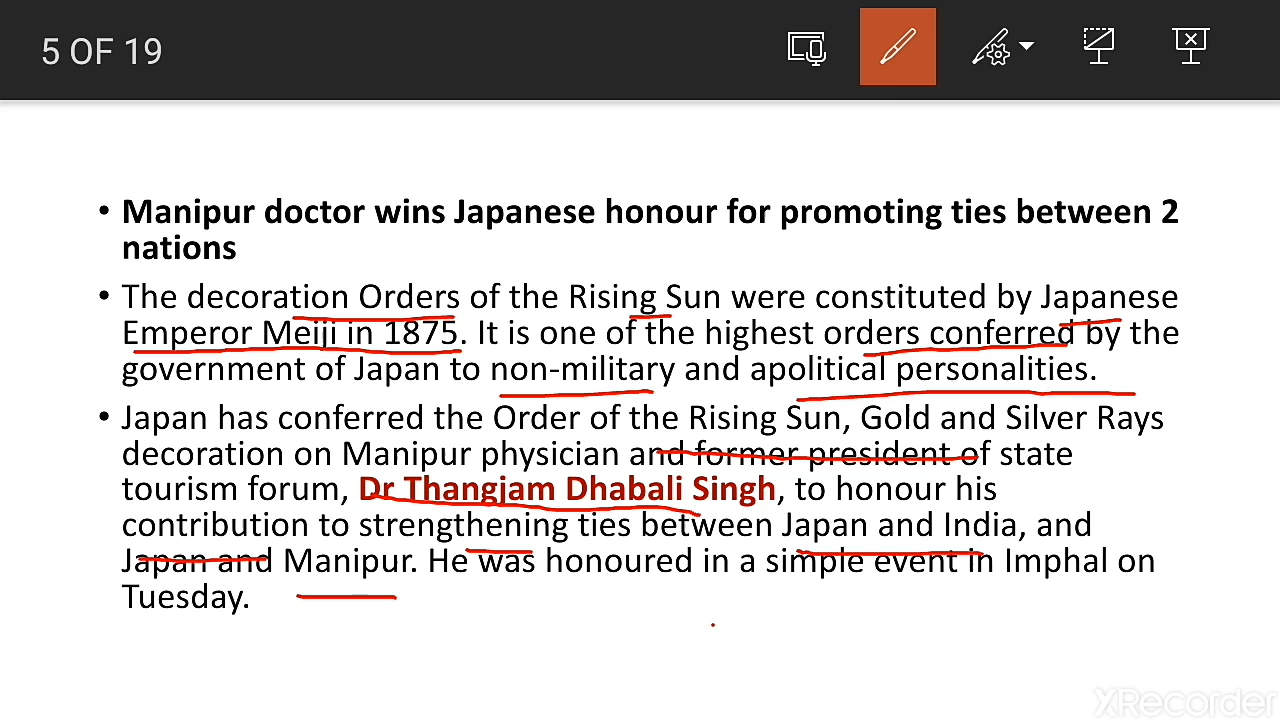 5 OF 19
• Manipur doctor wins Japanese honour for promoting ties between 2
nations
• The decoration Orders of the Rising Sun were constituted by Japanese
Emperor Meiji in 1875. It is one of the highest orders conferred by the
government of Japan to non-military and apolitical personalities.
• Japan has conferred the Order of the Rising Sun, Gold and Silver Rays
decoration on Manipur physician and former president of state
tourism forum, Dr Thangjam Dhabali Singh, to honour his
contribution to strengthening ties between Japan and India, and
Japan and Manipur. He was honoured in a simple event in Imphal on
Tuesday.
XRecorder